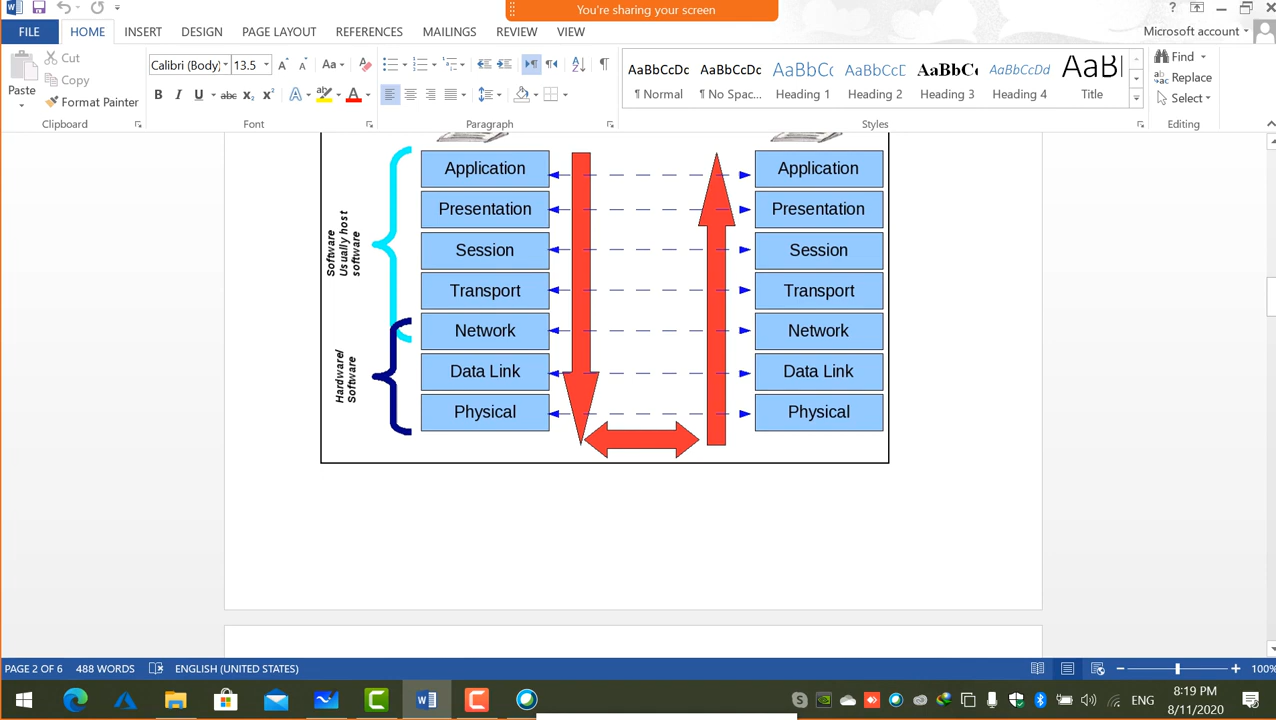 You're sharing your screen
FILE HOME INSERT DESIGN PAGE LAYOUT REFERENCES MAILINGS REVIEW VIEW Microsoft account
Paste
Cut
Copy
Format Painter
Calibri (Body) 13.5
AaBbCcDc AaBbCcDc AaBbCc AaBbCcD AaBbCc AaBbCcDd AaB
¶ Normal ¶ No Spac... Heading 1 Heading 2 Heading 3 Heading 4 Title
Find
Replace
Select
Clipboard Font Paragraph Styles Editing
Software
Usually host
software
Hardware/
Software
Application Application
Presentation Presentation
Session Session
Transport Transport
Network Network
Data Link Data Link
Physical Physical
PAGE 2 OF 6 488 WORDS ENGLISH (UNITED STATES) 100%
ENG
8:19 PM
8/11/2020